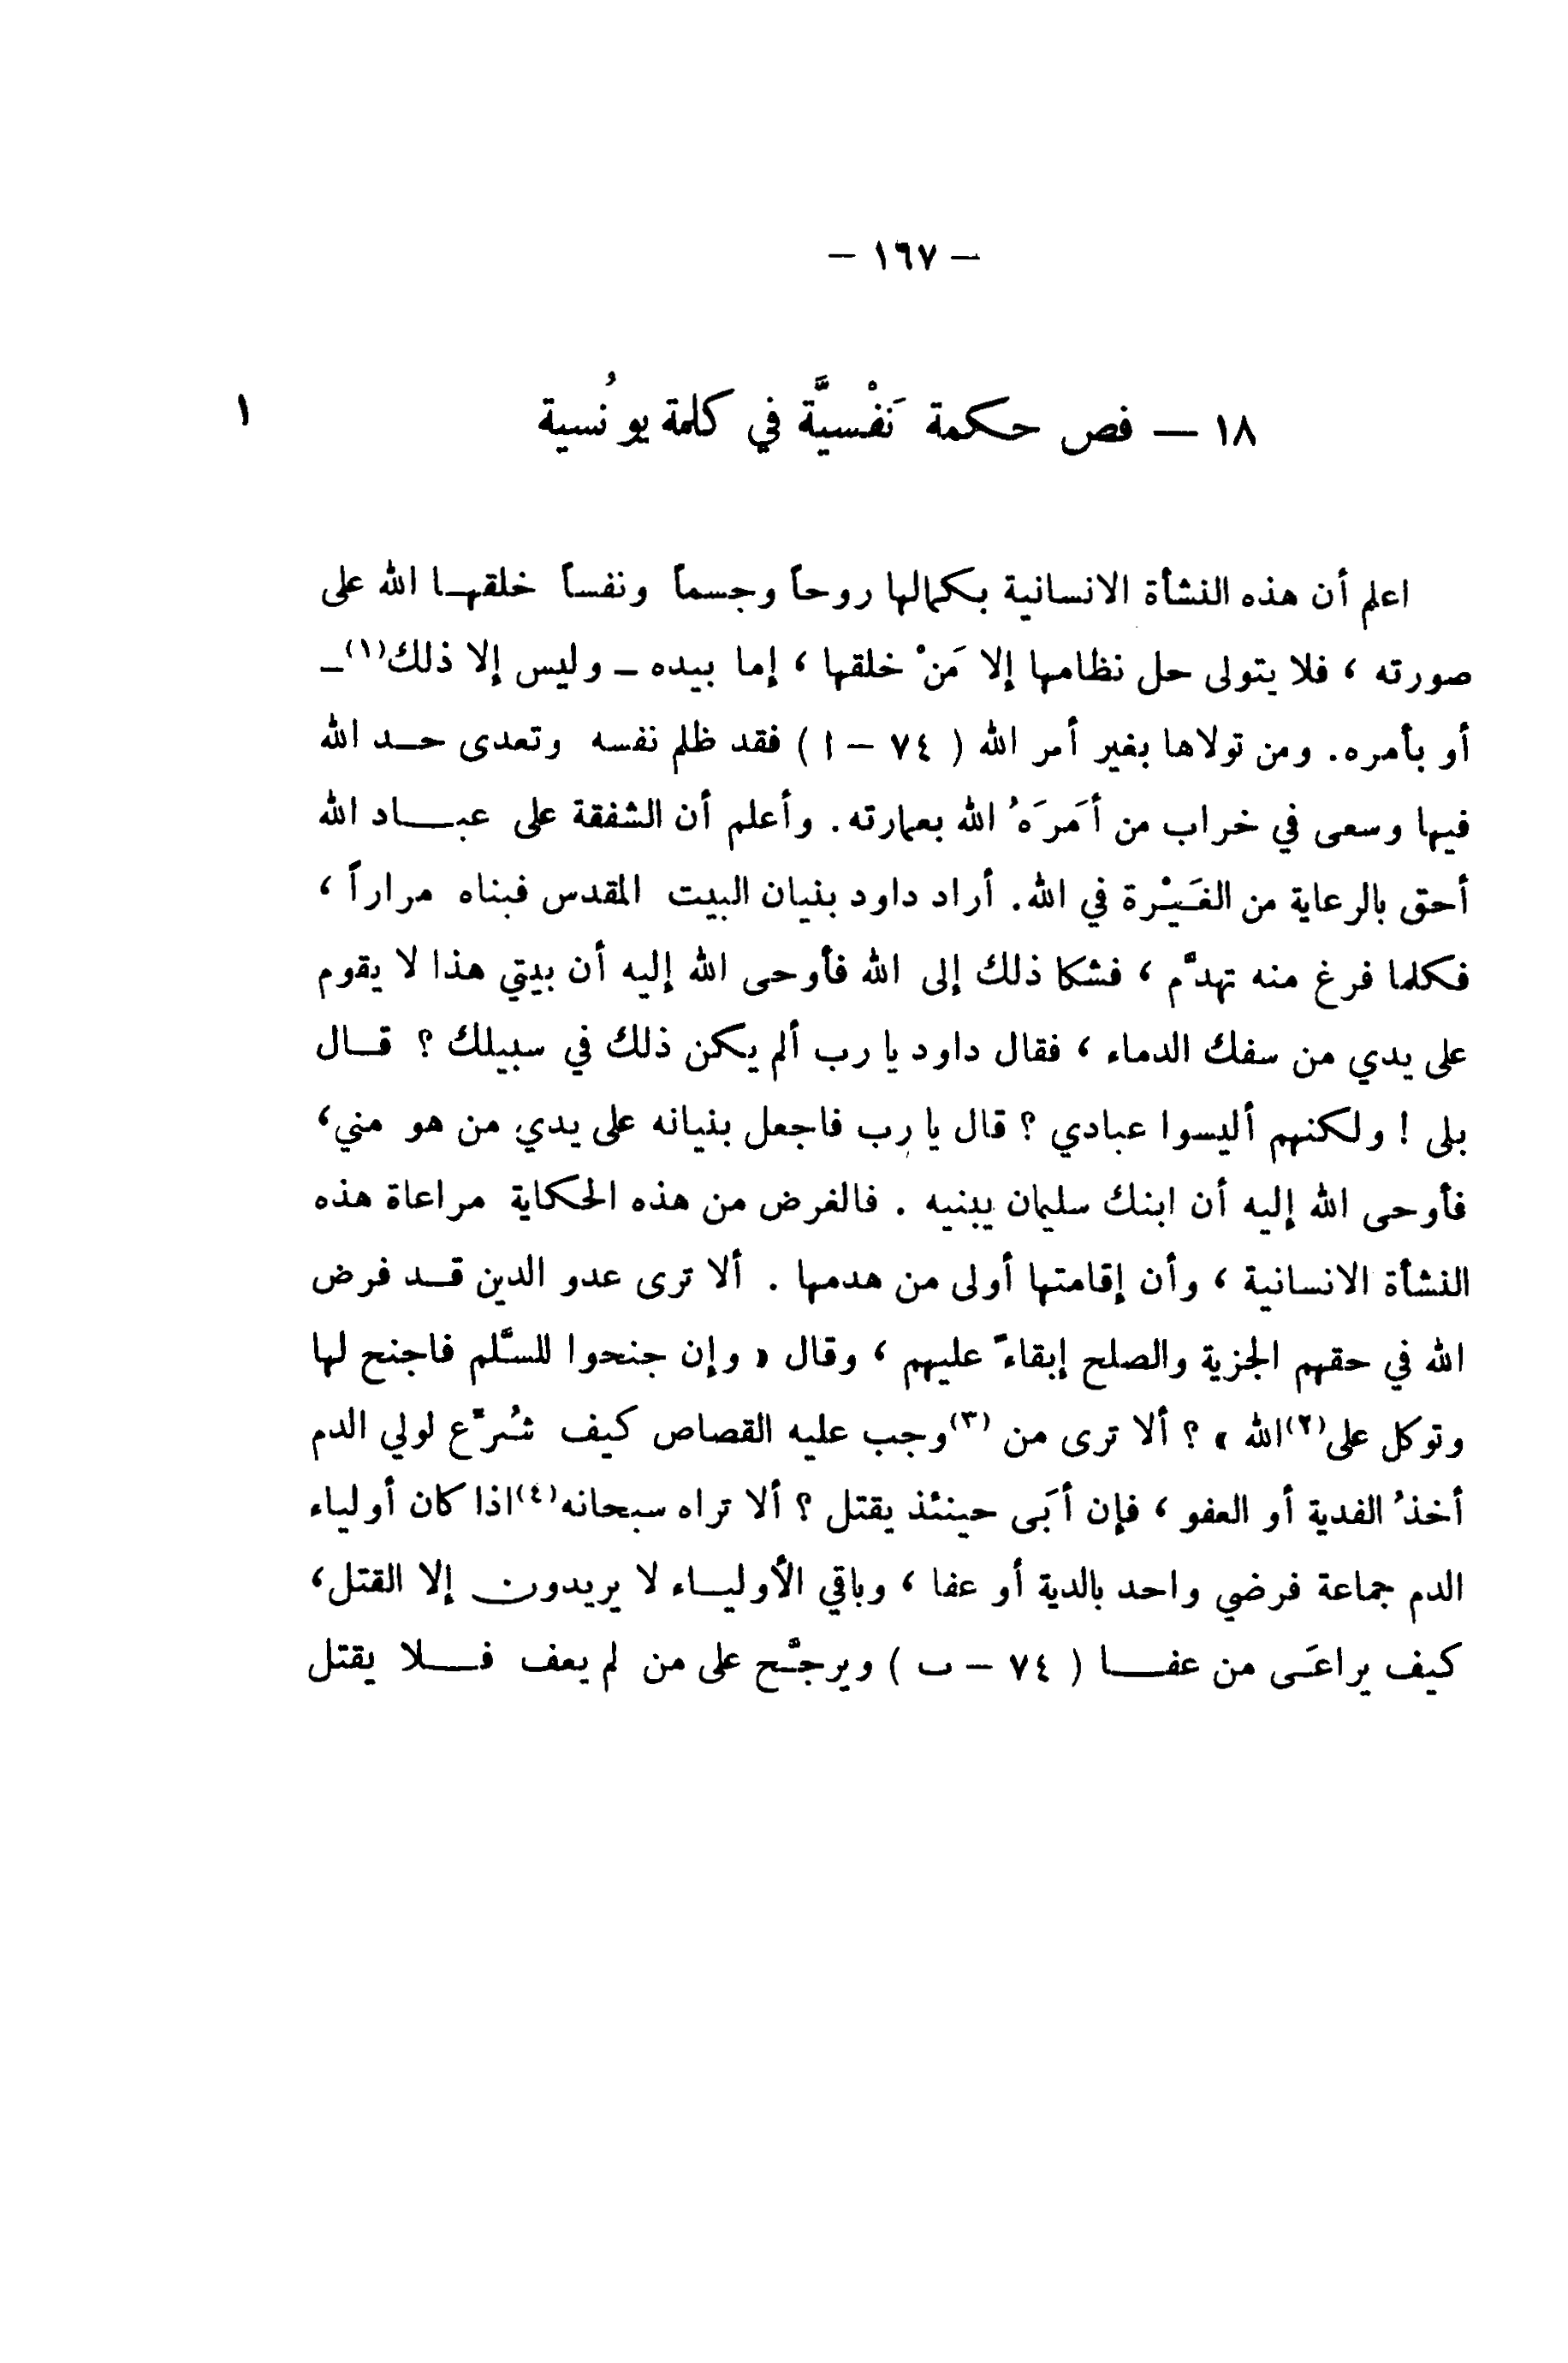 – ١٦٧ –
١٨ — فص حكمة نَفْسيَّة في كلمة يونُسية
١
اعلم أن هذه النشأة الانسانية بكمالها روحاً وجسماً ونفساً خلقهـا الله على
صورته ، فلا يتولى حل نظامها إلا مَنْ خلقها ، إما بيده – وليس إلا ذلك(١) –
أو بأمره. ومن تولاها بغير أمر الله ( ٧٤ – ا ) فقد ظلم نفسه وتعدى حـد الله
فيها وسعى في خراب من أمَرَهُ الله بعمارته. وأعلم أن الشفقة على عبـــاد الله
أحق بالرعاية من الغَيْرة في الله. أراد داود بنيان البيت المقدس فبناه مراراً ،
فكلما فرغ منه تهدَّم ، فشكا ذلك إلى الله فأوحى الله إليه أن بيتي هذا لا يقوم
على يدي من سفك الدماء ، فقال داود يا رب ألم يكن ذلك في سبيلك ؟ قـال
بلى ! ولكنهم أليسوا عبادي ؟ قال يا رب فاجعل بنيانه على يدي من هو مني،
فأوحى الله إليه أن ابنك سليمان يبنيه . فالغرض من هذه الحكاية مراعاة هذه
النشأة الانسانية ، وأن إقامتها أولى من هدمها . ألا ترى عدو الدين قـد فرض
الله في حقهم الجزية والصلح إبقاءً عليهم ، وقال « وإن جنحوا للسَّلم فاجنح لها
وتوكل على(٢) الله » ؟ ألا ترى من (٣) وجب عليه القصاص كيف شُرِّع لولي الدم
أخذُ الفدية أو العفو ، فإن أبَى حينئذ يقتل ؟ ألا تراه سبحانه(٤) اذا كان أولياء
الدم جماعة فرضي واحد بالدية أو عفا ، وباقي الأوليـاء لا يريدون إلا القتل،
كيف يراعَى من عفــا ( ٧٤ – ب ) ويرجَّح على من لم يعف فــلا يقتل